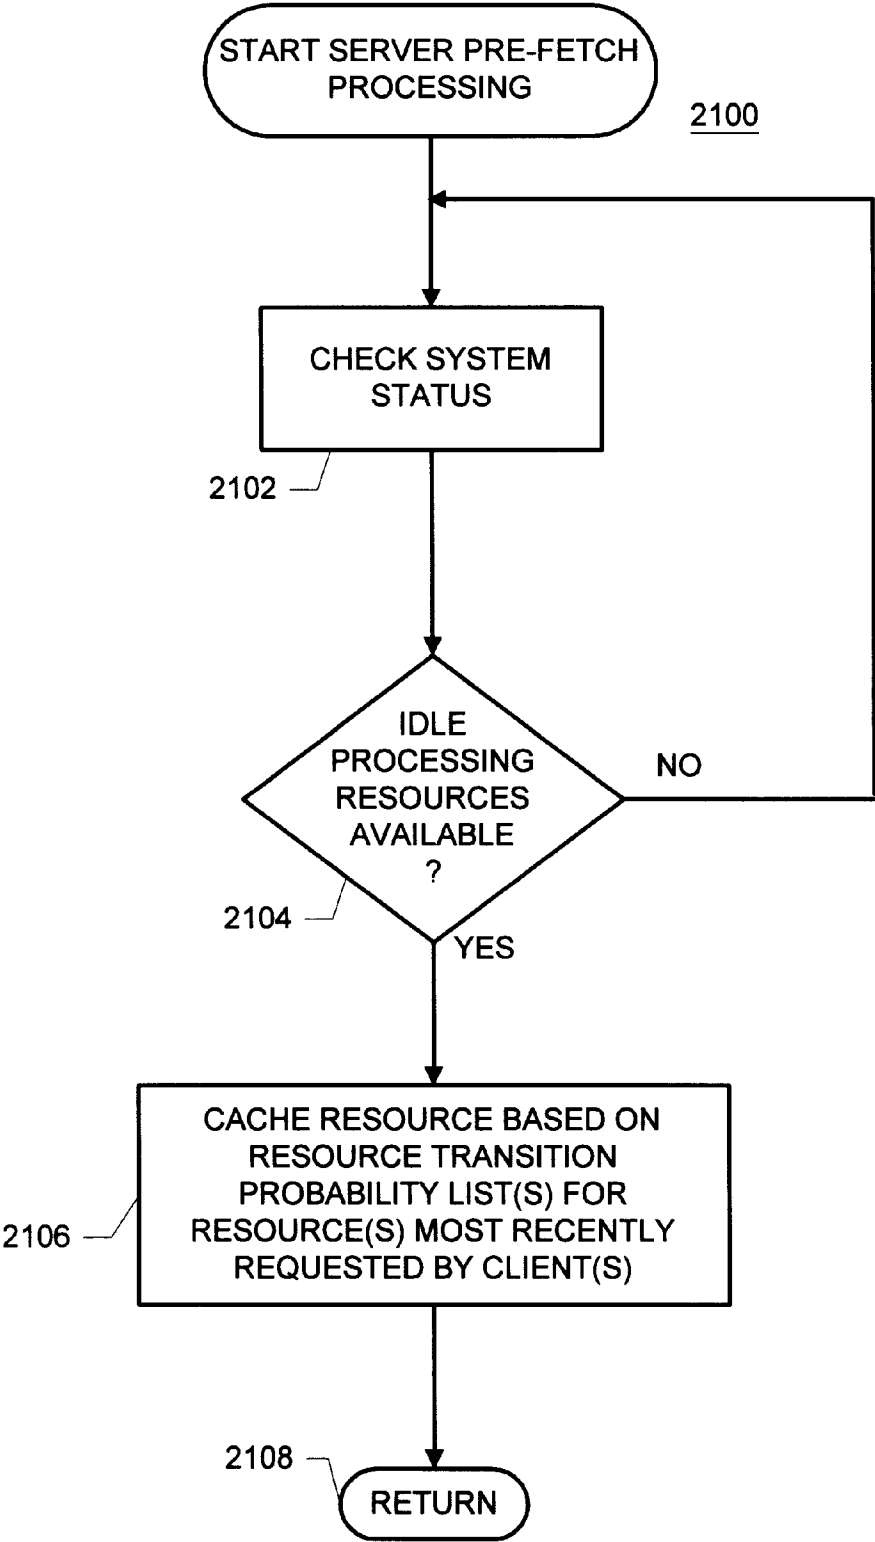 START SERVER PRE-FETCH
PROCESSING
2100
CHECK SYSTEM
STATUS
2102
IDLE
PROCESSING
RESOURCES
AVAILABLE
?
NO
2104
YES
CACHE RESOURCE BASED ON
RESOURCE TRANSITION
PROBABILITY LIST(S) FOR
RESOURCE(S) MOST RECENTLY
REQUESTED BY CLIENT(S)
2106
2108
RETURN